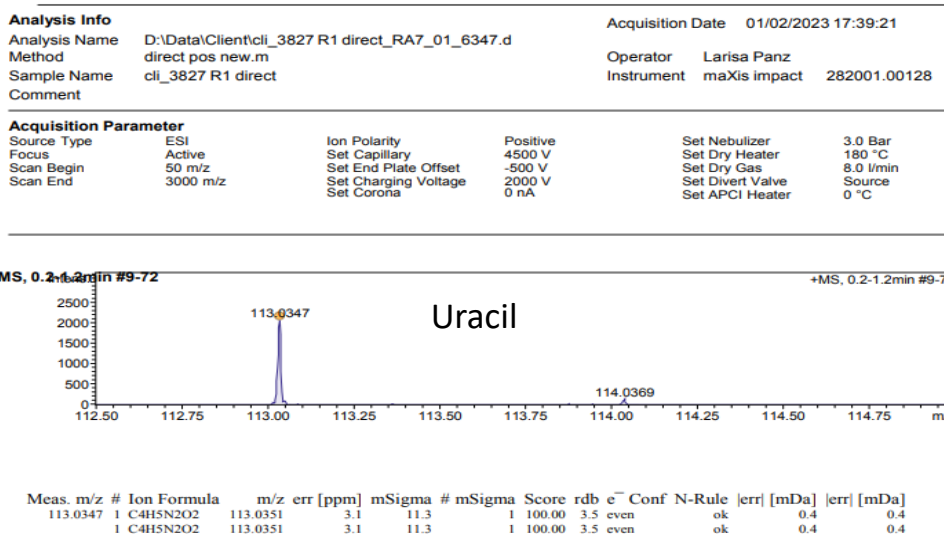 Analysis Info Acquisition Date 01/02/2023 17:39:21
Analysis Name D:\Data\Client\cli_3827 R1 direct_RA7_01_6347.d
Method direct pos new.m Operator Larisa Panz
Sample Name cli_3827 R1 direct Instrument maXis impact 282001.00128
Comment
Acquisition Parameter
Source Type ESI Ion Polarity Positive Set Nebulizer 3.0 Bar
Focus Active Set Capillary 4500 V Set Dry Heater 180 °C
Scan Begin 50 m/z Set End Plate Offset -500 V Set Dry Gas 8.0 l/min
Scan End 3000 m/z Set Charging Voltage 2000 V Set Divert Valve Source
Set Corona 0 nA Set APCI Heater 0 °C
MS, 0.2-1.2min #9-72 +MS, 0.2-1.2min #9-7
2500
113.0347 Uracil
2000
1500
1000
500 114.0369
0
112.50 112.75 113.00 113.25 113.50 113.75 114.00 114.25 114.50 114.75 m
Meas. m/z # Ion Formula m/z err [ppm] mSigma # mSigma Score rdb e¯ Conf N-Rule |err| [mDa] |err| [mDa]
113.0347 1 C4H5N2O2 113.0351 3.1 11.3 1 100.00 3.5 even ok 0.4 0.4
1 C4H5N2O2 113.0351 3.1 11.3 1 100.00 3.5 even ok 0.4 0.4